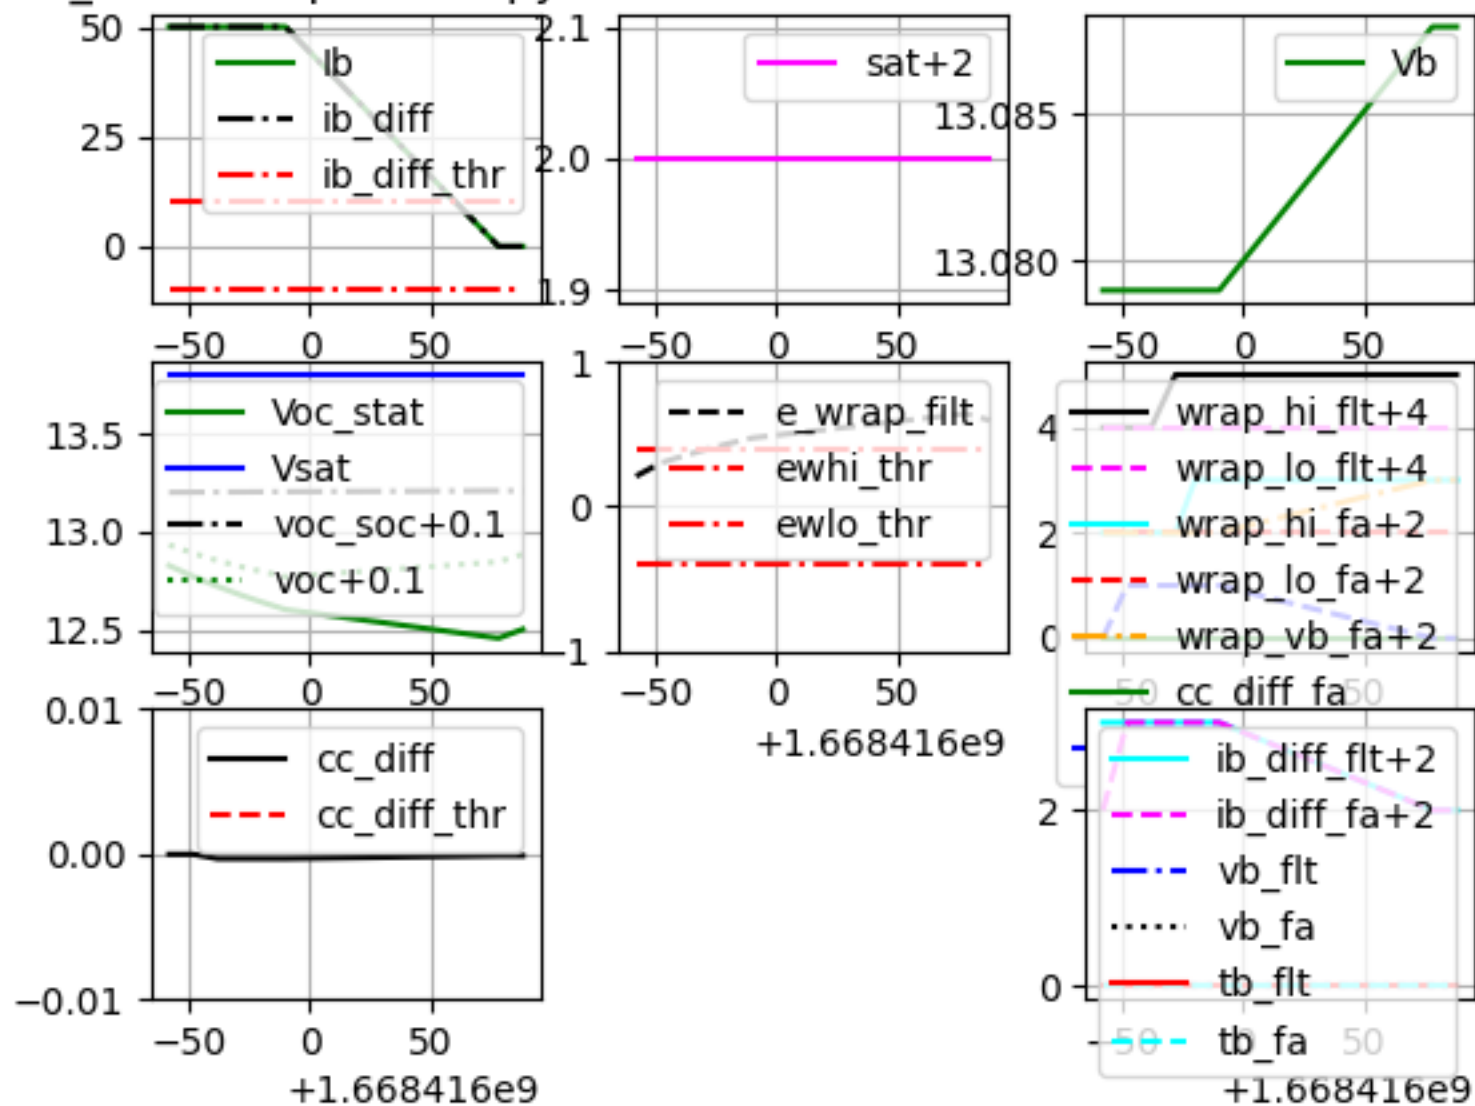 50
25
0
Ib
ib_diff
ib_diff_thr
−50 0 50
2.1
2.0
1.9
sat+2
−50 0 50
13.085
13.080
Vb
−50 0 50
13.5
13.0
12.5
Voc_stat
Vsat
voc_soc+0.1
voc+0.1
−50 0 50
1
0
−1
e_wrap_filt
ewhi_thr
ewlo_thr
−50 0 50
+1.668416e9
4
2
0
wrap_hi_flt+4
wrap_lo_flt+4
wrap_hi_fa+2
wrap_lo_fa+2
wrap_vb_fa+2
cc_diff_fa
50 50
0.01
0.00
−0.01
cc_diff
cc_diff_thr
−50 0 50
+1.668416e9
2
0
ib_diff_flt+2
ib_diff_fa+2
vb_flt
vb_fa
tb_flt
tb_fa
−50 0 50
+1.668416e9